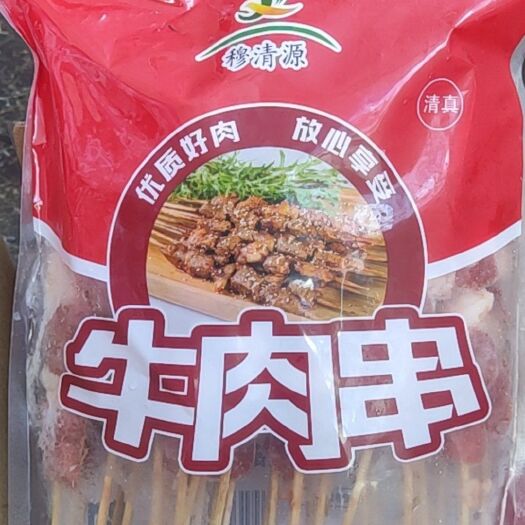 穆清源
清真
优质好肉 放心享受
牛肉串